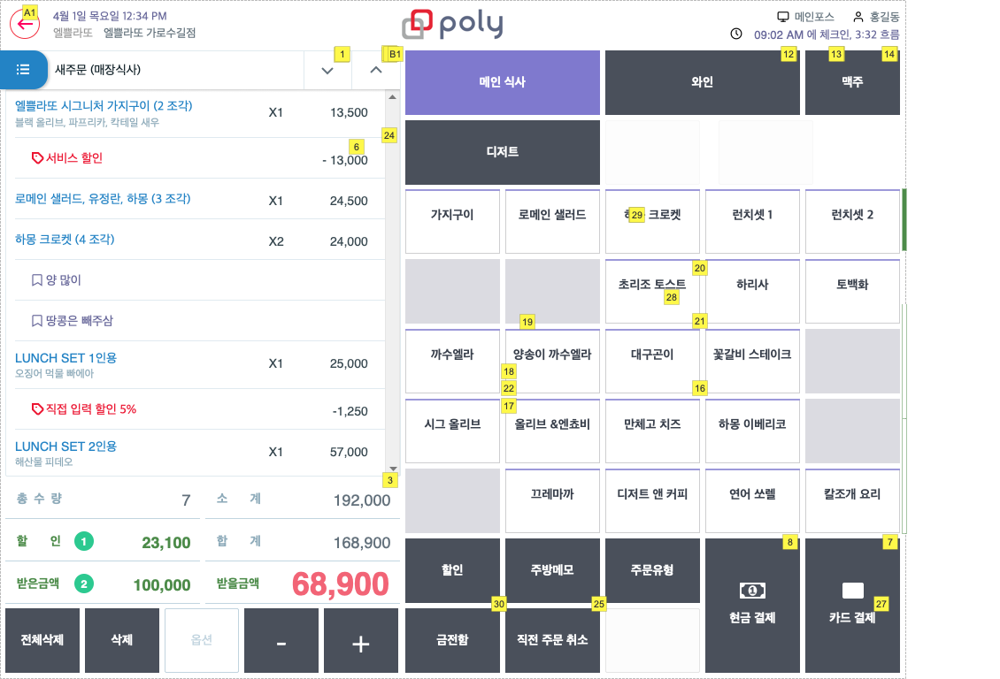 A1
4월 1일 목요일 12:34 PM
엘쁠라또 엘쁠라또 가로수길점
poly
메인포스 홍길동
09:02 AM 에 체크인, 3:32 흐름
새주문 (매장식사)
1
B1
메인 식사
와인
12
13
맥주
14
엘쁠라또 시그니처 가지구이 (2 조각) X1 13,500
블랙 올리브, 파프리카, 칵테일 새우
24
6
서비스 할인 - 13,000
로메인 샐러드, 유정란, 하몽 (3 조각) X1 24,500
하몽 크로켓 (4 조각) X2 24,000
양 많이
땅콩은 빼주삼
LUNCH SET 1인용 X1 25,000
오징어 먹물 빠에아
직접 입력 할인 5% -1,250
LUNCH SET 2인용 X1 57,000
해산물 피데오
3
총 수 량 7 소 계 192,000
할 인 1 23,100 합 계 168,900
받은금액 2 100,000 받을금액 68,900
전체삭제 삭제 옵션 - +
디저트
가지구이 로메인 샐러드 29 크로켓 런치셋 1 런치셋 2
20
초리조 토스트 하리사 토백화
28
19
21
까수엘라 양송이 까수엘라 대구곤이 꽃갈비 스테이크
18
22
16
17
시그 올리브 올리브 &엔쵸비 만체고 치즈 하몽 이베리코
끄레마까 디저트 앤 커피 연어 쏘렐 칼조개 요리
8
7
할인 주방메모 주문유형
30
25
27
현금 결제 카드 결제
금전함 직전 주문 취소